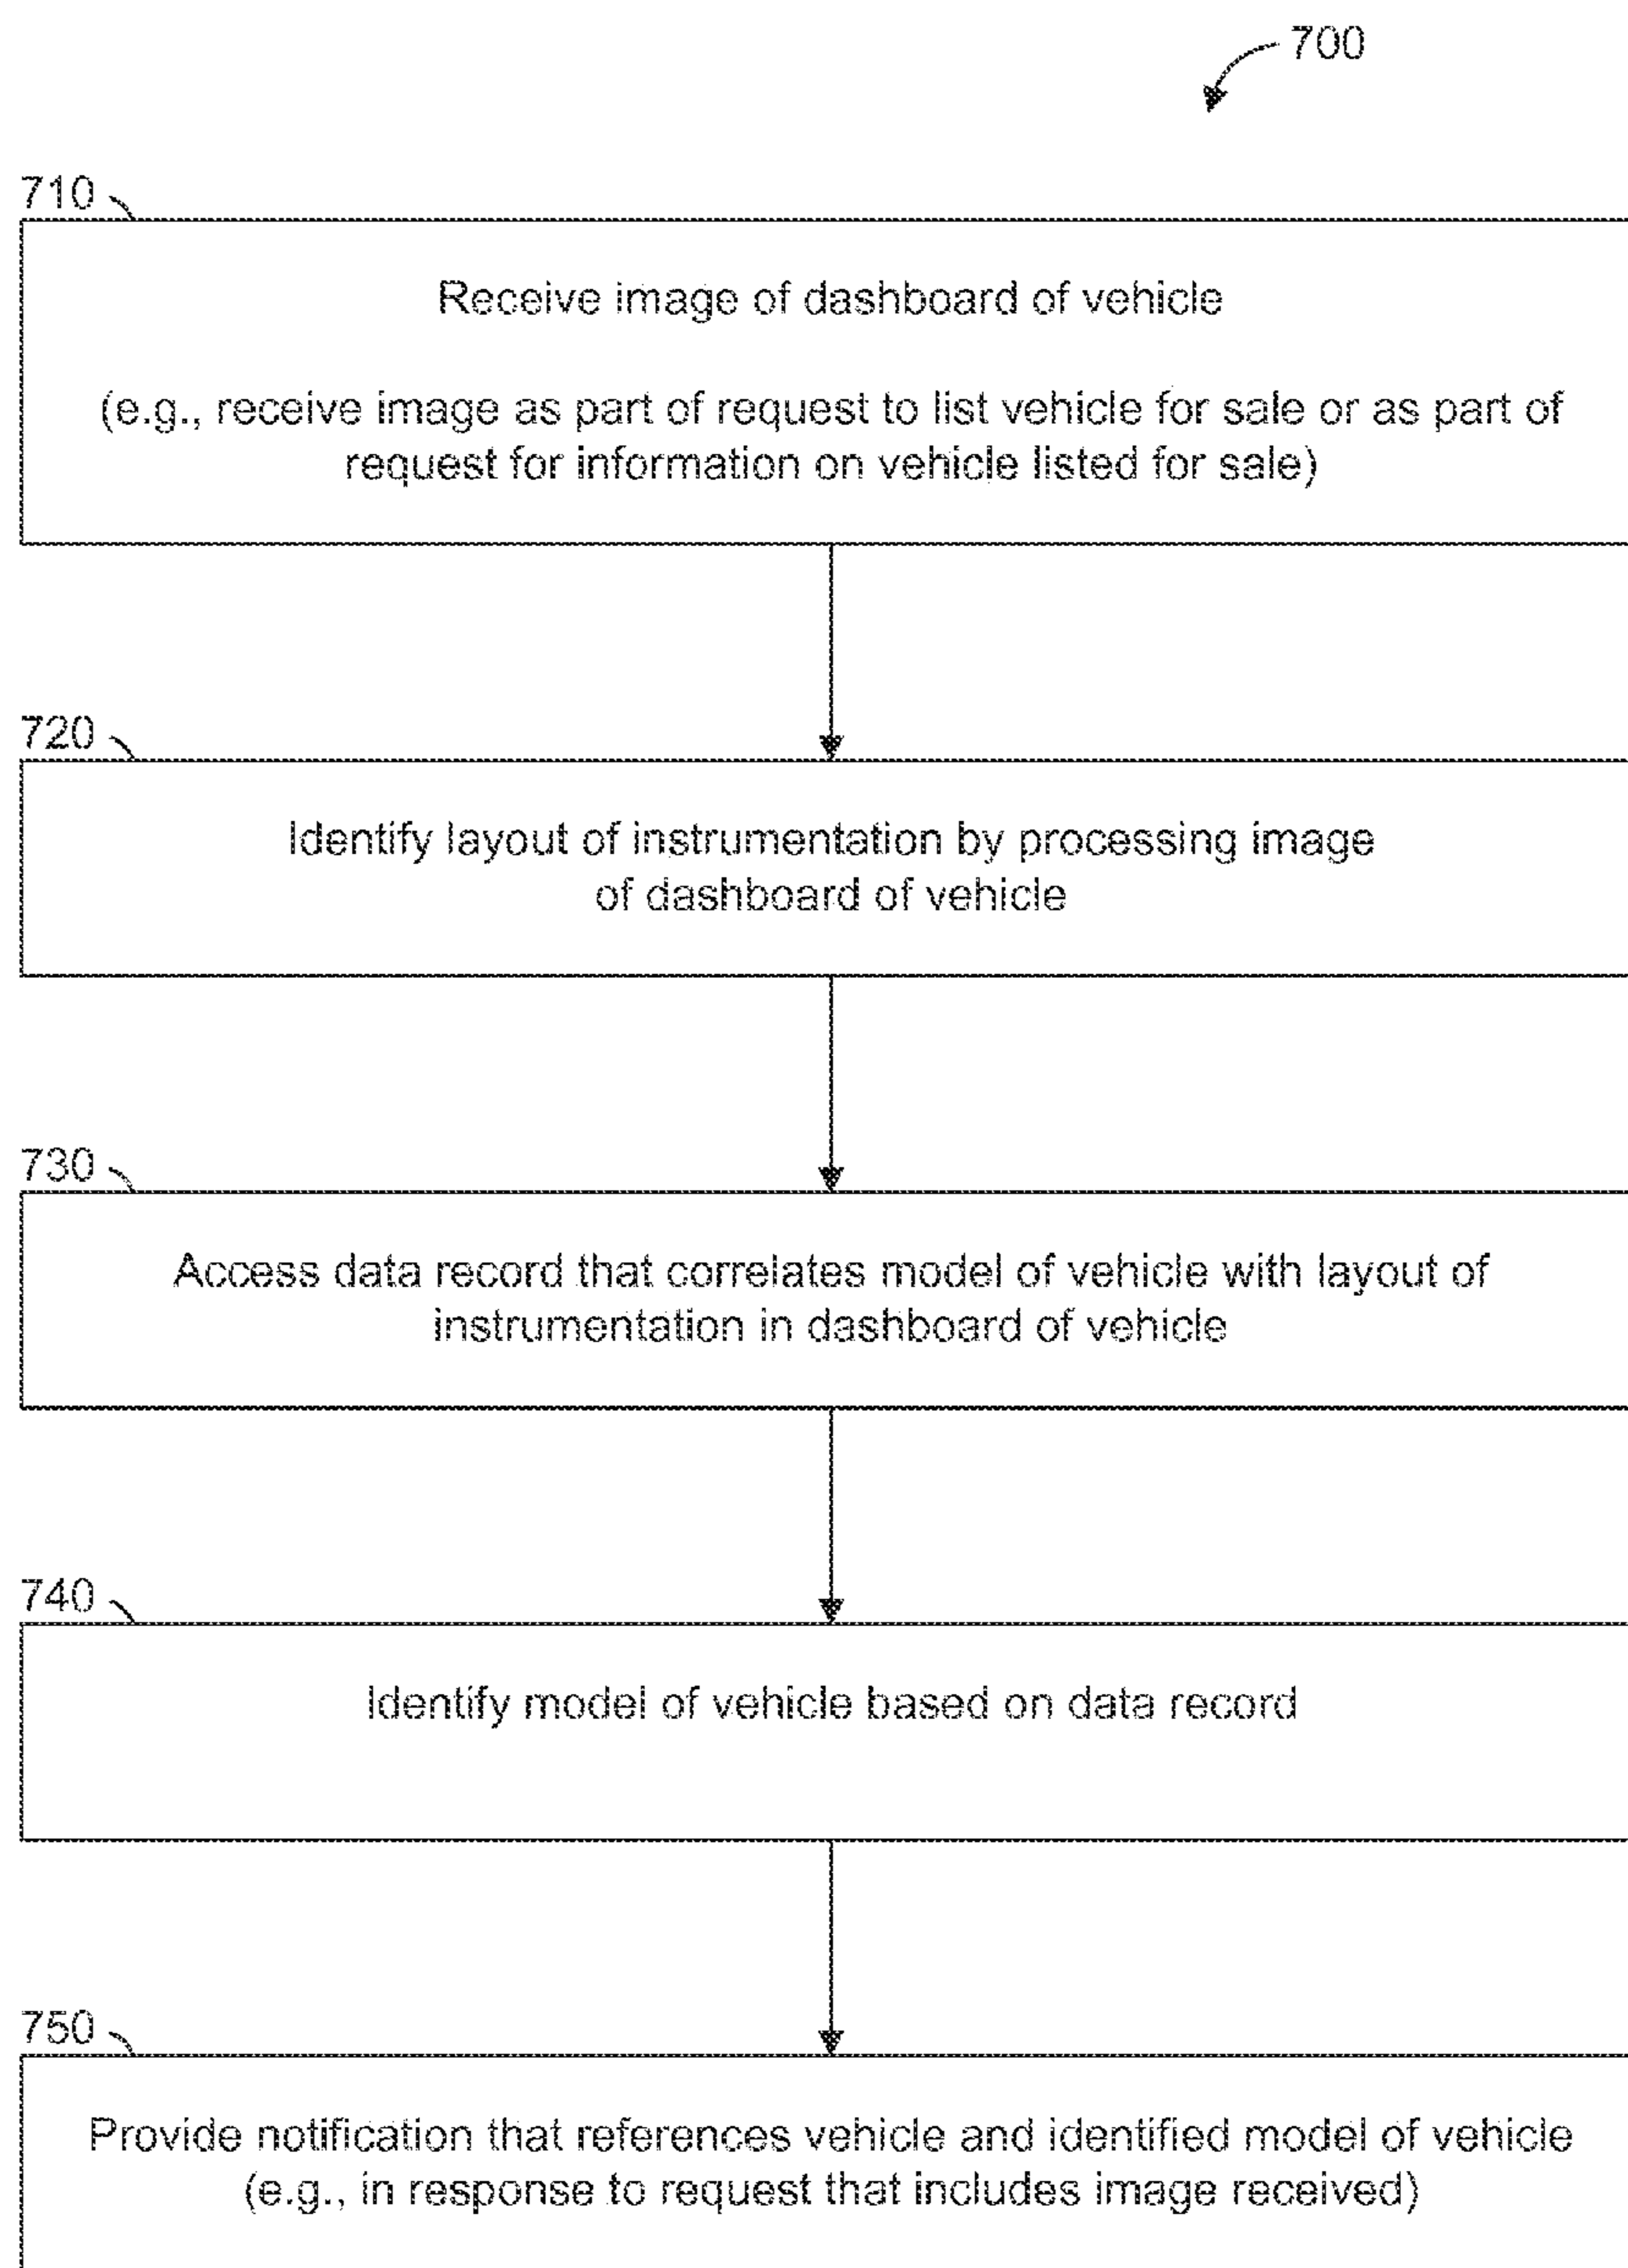 700
710
Receive image of dashboard of vehicle
(e.g., receive image as part of request to list vehicle for sale or as part of
request for information on vehicle listed for sale)
720
Identify layout of instrumentation by processing image
of dashboard of vehicle
730
Access data record that correlates model of vehicle with layout of
instrumentation in dashboard of vehicle
740
Identify model of vehicle based on data record
750
Provide notification that references vehicle and identified model of vehicle
(e.g., in response to request that includes image received)